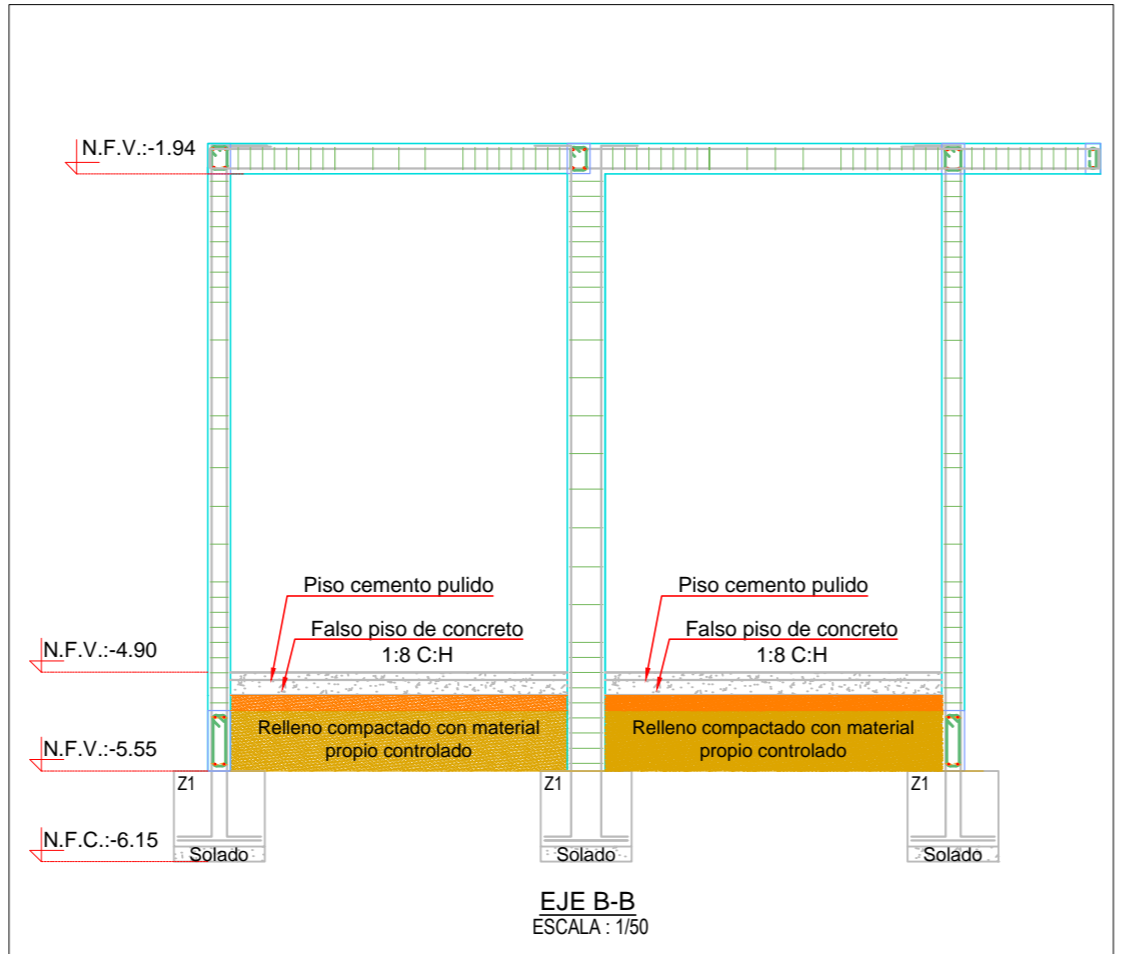 N.F.V.:-1.94
Piso cemento pulido
Piso cemento pulido
Falso piso de concreto
1:8 C:H
Falso piso de concreto
1:8 C:H
N.F.V.:-4.90
Relleno compactado con material
propio controlado
Relleno compactado con material
propio controlado
N.F.V.:-5.55
Z1
Z1
Z1
N.F.C.:-6.15
Solado
Solado
Solado
EJE B-B
ESCALA : 1/50